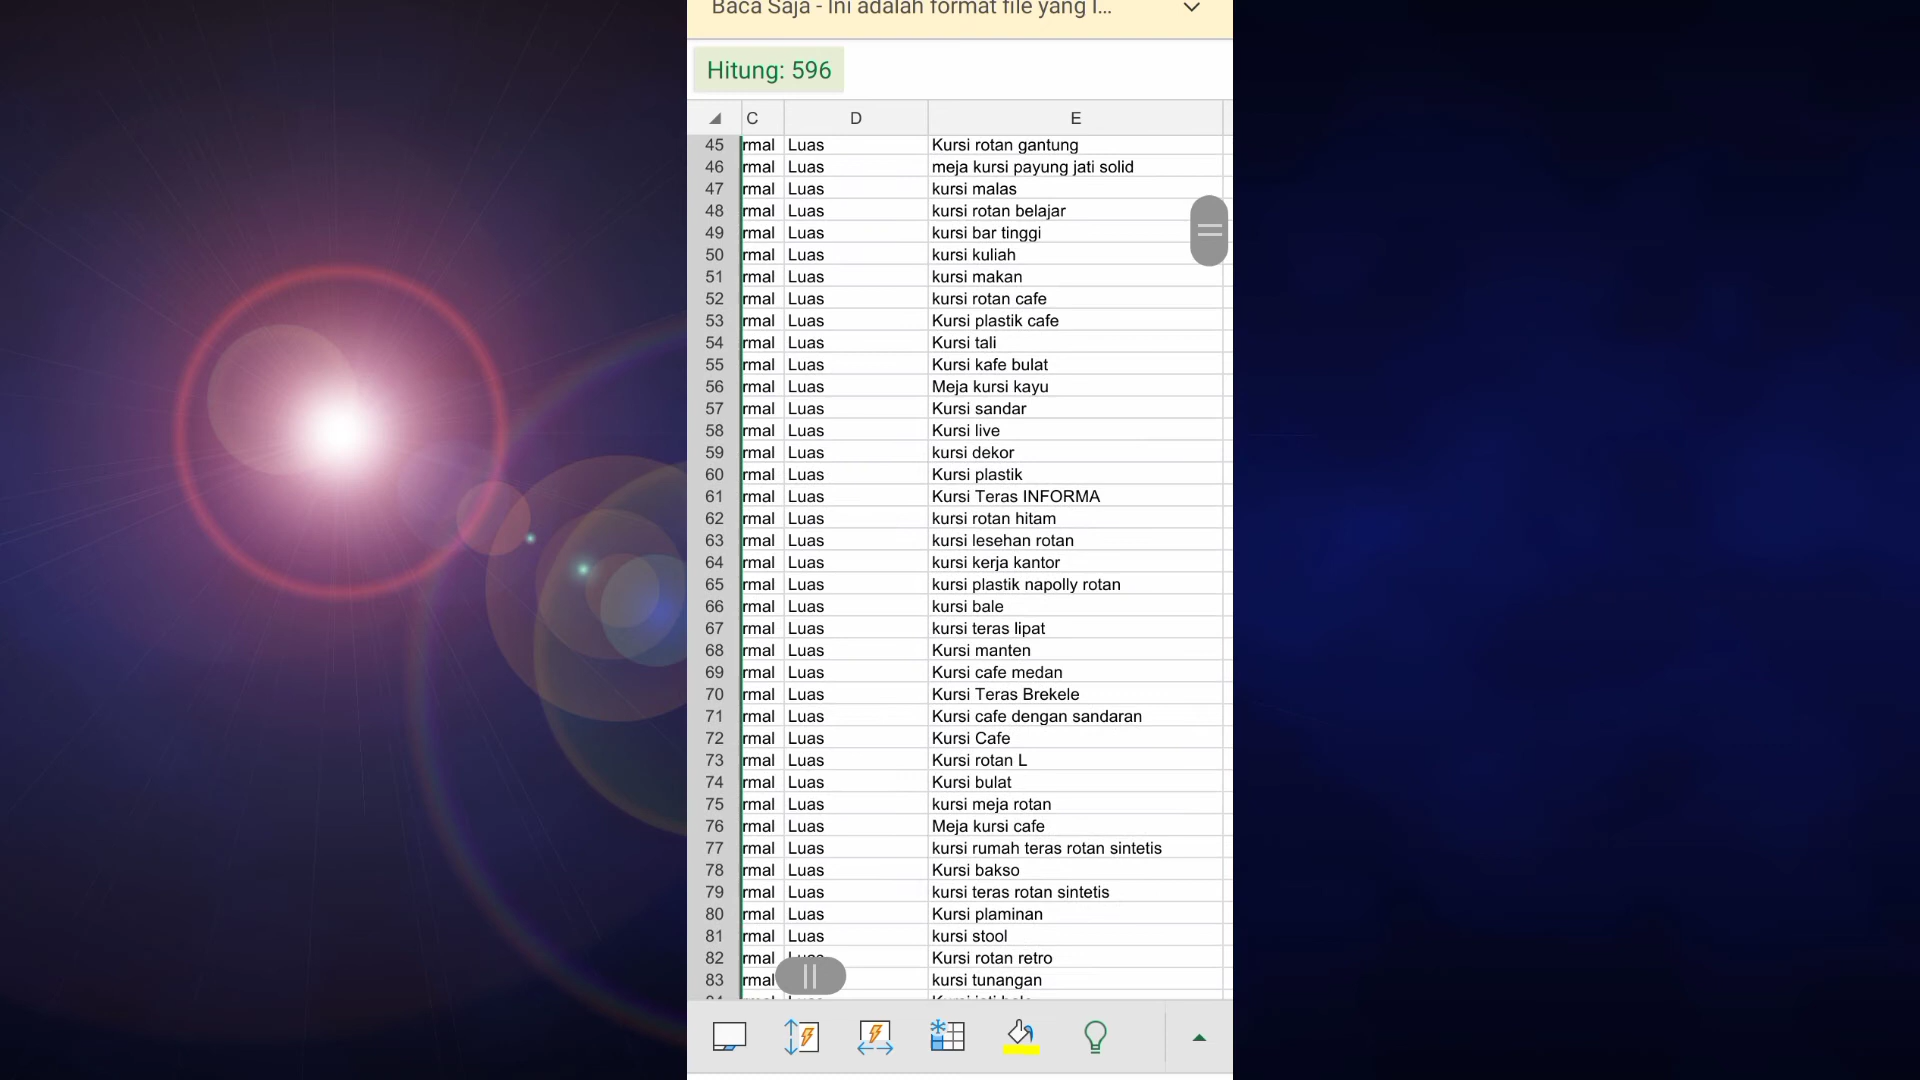 Baca Saja - Ini adalah format file yang l...
Hitung: 596
C D E
45 rmal Luas Kursi rotan gantung
46 rmal Luas meja kursi payung jati solid
47 rmal Luas kursi malas
48 rmal Luas kursi rotan belajar
49 rmal Luas kursi bar tinggi
50 rmal Luas kursi kuliah
51 rmal Luas kursi makan
52 rmal Luas kursi rotan cafe
53 rmal Luas Kursi plastik cafe
54 rmal Luas Kursi tali
55 rmal Luas Kursi kafe bulat
56 rmal Luas Meja kursi kayu
57 rmal Luas Kursi sandar
58 rmal Luas Kursi live
59 rmal Luas kursi dekor
60 rmal Luas Kursi plastik
61 rmal Luas Kursi Teras INFORMA
62 rmal Luas kursi rotan hitam
63 rmal Luas kursi lesehan rotan
64 rmal Luas kursi kerja kantor
65 rmal Luas kursi plastik napolly rotan
66 rmal Luas kursi bale
67 rmal Luas kursi teras lipat
68 rmal Luas Kursi manten
69 rmal Luas Kursi cafe medan
70 rmal Luas Kursi Teras Brekele
71 rmal Luas Kursi cafe dengan sandaran
72 rmal Luas Kursi Cafe
73 rmal Luas Kursi rotan L
74 rmal Luas Kursi bulat
75 rmal Luas kursi meja rotan
76 rmal Luas Meja kursi cafe
77 rmal Luas kursi rumah teras rotan sintetis
78 rmal Luas Kursi bakso
79 rmal Luas kursi teras rotan sintetis
80 rmal Luas Kursi plaminan
81 rmal Luas kursi stool
82 rmal Luas Kursi rotan retro
83 rmal kursi tunangan